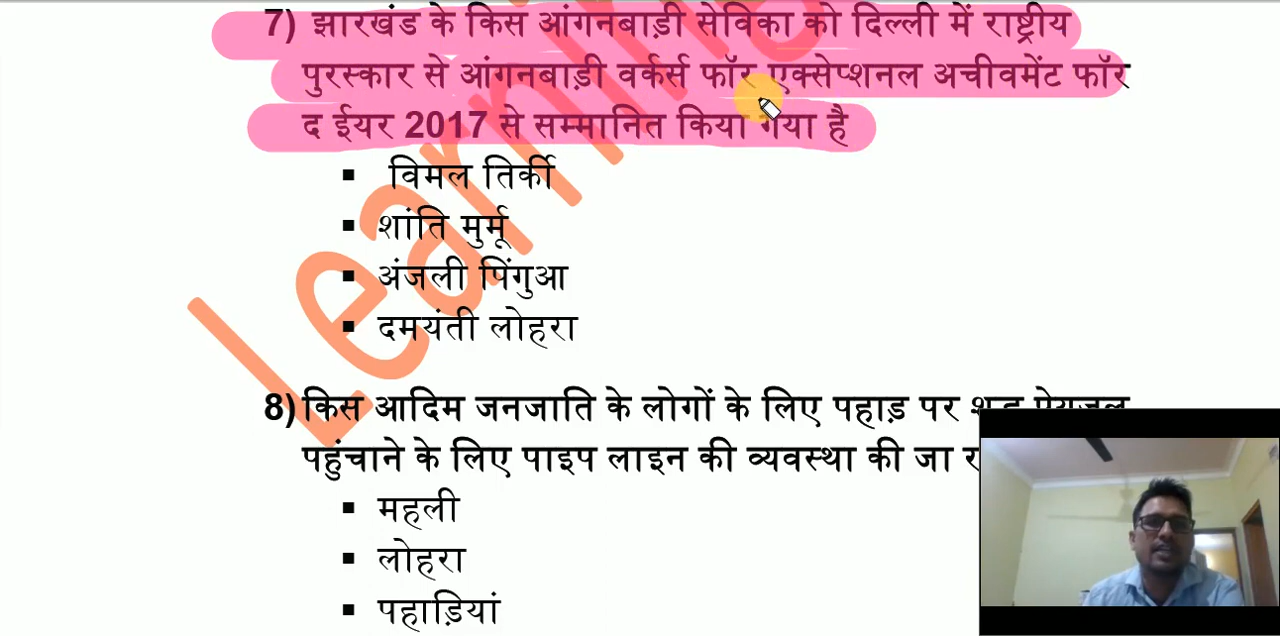 7) झारखंड के किस आंगनबाड़ी सेविका को दिल्ली में राष्ट्रीय
पुरस्कार से आंगनबाड़ी वर्कर्स फॉर एक्सेप्शनल अचीवमेंट फॉर
द ईयर 2017 से सम्मानित किया गया है
▪ विमल तिर्की
▪ शांति मुर्मू
▪ अंजली पिंगुआ
▪ दमयंती लोहरा
8) किस आदिम जनजाति के लोगों के लिए पहाड़ पर
पहुंचाने के लिए पाइप लाइन की व्यवस्था की जा
▪ महली
▪ लोहरा
▪ पहाड़ियां